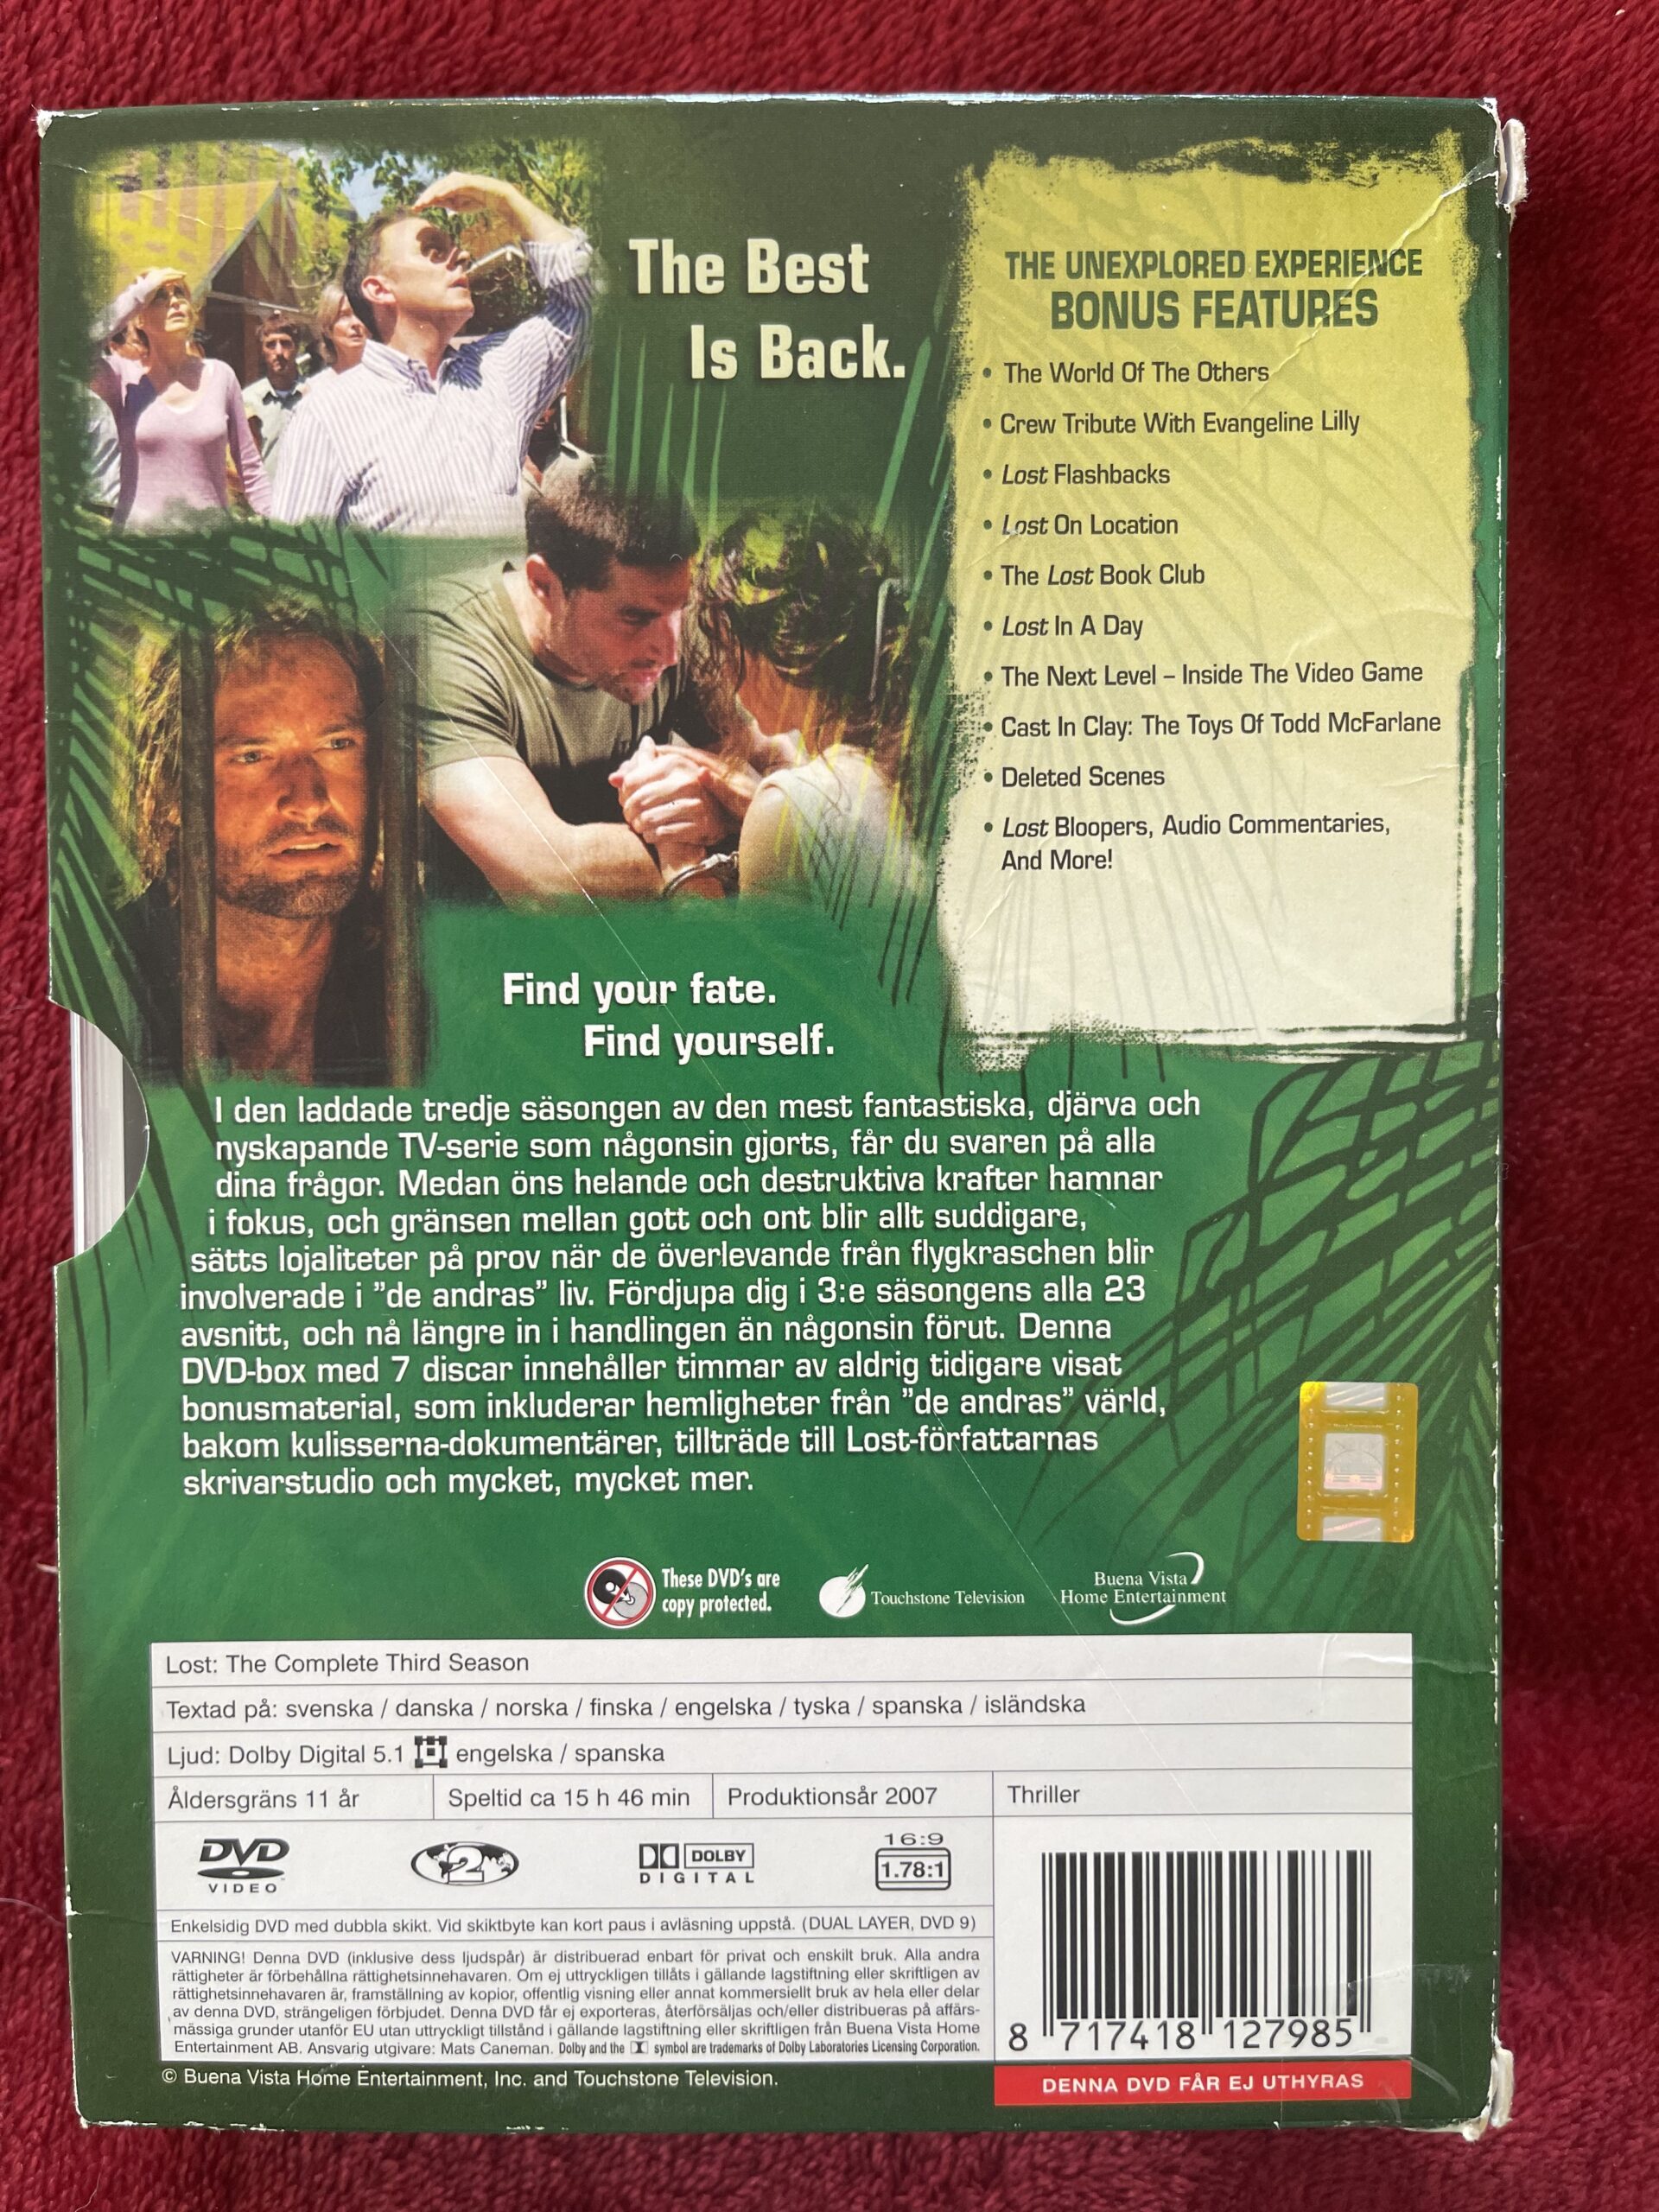 The Best
Is Back.
THE UNEXPLORED EXPERIENCE
BONUS FEATURES
• The World Of The Others
• Crew Tribute With Evangeline Lilly
• Lost Flashbacks
• Lost On Location
• The Lost Book Club
• Lost In A Day
• The Next Level – Inside The Video Game
• Cast In Clay: The Toys Of Todd McFarlane
• Deleted Scenes
• Lost Bloopers, Audio Commentaries,
And More!
Find your fate.
Find yourself.
I den laddade tredje säsongen av den mest fantastiska, djärva och
nyskapande TV-serie som någonsin gjorts, får du svaren på alla
dina frågor. Medan öns helande och destruktiva krafter hamnar
i fokus, och gränsen mellan gott och ont blir allt suddigare,
sätts lojaliteter på prov när de överlevande från flygkraschen blir
involverade i ”de andras” liv. Fördjupa dig i 3:e säsongens alla 23
avsnitt, och nå längre in i handlingen än någonsin förut. Denna
DVD-box med 7 discar innehåller timmar av aldrig tidigare visat
bonusmaterial, som inkluderar hemligheter från ”de andras” värld,
bakom kulisserna-dokumentärer, tillträde till Lost-författarnas
skrivarstudio och mycket, mycket mer.
These DVD's are
copy protected.
Touchstone Television
Buena Vista
Home Entertainment
Lost: The Complete Third Season
Textad på: svenska / danska / norska / finska / engelska / tyska / spanska / isländska
Ljud: Dolby Digital 5.1 engelska / spanska
Åldersgräns 11 år
Speltid ca 15 h 46 min
Produktionsår 2007
Thriller
DVD
VIDEO
2
DOLBY
DIGITAL
16:9
1.78:1
Enkelsidig DVD med dubbla skikt. Vid skiktbyte kan kort paus i avläsning uppstå. (DUAL LAYER, DVD 9)
VARNING! Denna DVD (inklusive dess ljudspår) är distribuerad enbart för privat och enskilt bruk. Alla andra
rättigheter är förbehållna rättighetsinnehavaren. Om ej uttryckligen tillåts i gällande lagstiftning eller skriftligen av
rättighetsinnehavaren är, framställning av kopior, offentlig visning eller annat kommersiellt bruk av hela eller delar
av denna DVD, strängeligen förbjudet. Denna DVD får ej exporteras, återförsäljas och/eller distribueras på affärs-
mässiga grunder utanför EU utan uttryckligt tillstånd i gällande lagstiftning eller skriftligen från Buena Vista Home
Entertainment AB. Ansvarig utgivare: Mats Caneman. Dolby and the symbol are trademarks of Dolby Laboratories Licensing Corporation.
8 717418 127985
© Buena Vista Home Entertainment, Inc. and Touchstone Television.
DENNA DVD FÅR EJ UTHYRAS